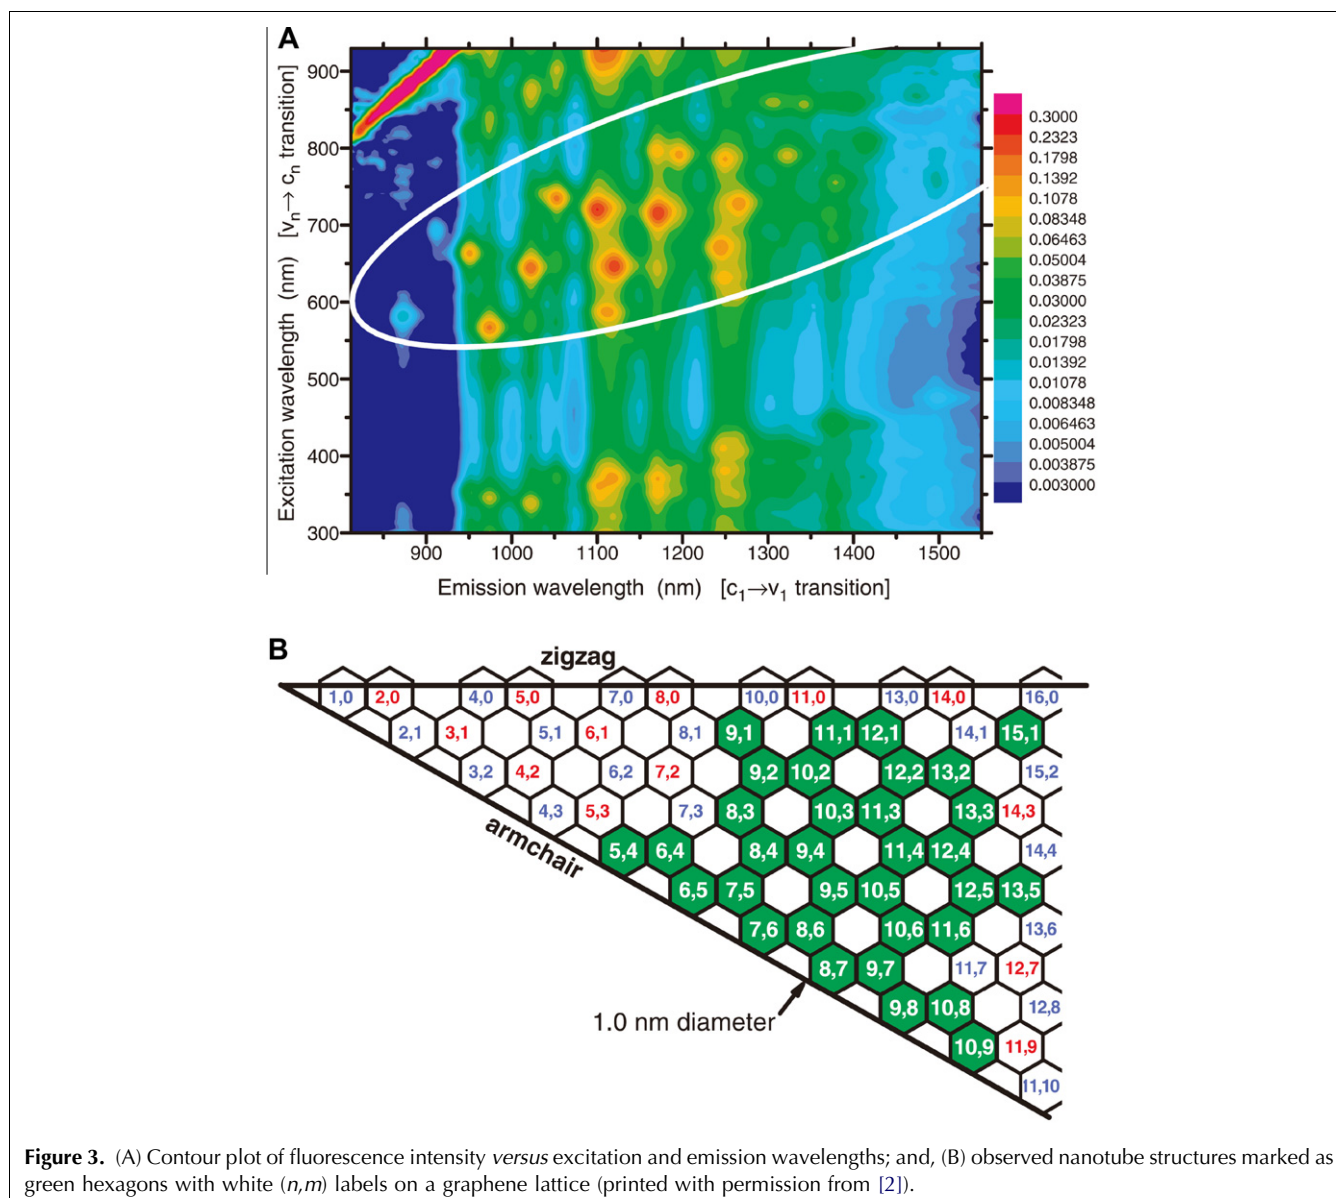 A
Excitation wavelength (nm) [vn→ cn transition]
900
800
700
600
500
400
300
900 1000 1100 1200 1300 1400 1500
Emission wavelength (nm) [c1→v1 transition]
0.3000
0.2323
0.1798
0.1392
0.1078
0.08348
0.06463
0.05004
0.03875
0.03000
0.02323
0.01798
0.01392
0.01078
0.008348
0.006463
0.005004
0.003875
0.003000
B
zigzag
1,0 2,0 4,0 5,0 7,0 8,0 10,0 11,0 13,0 14,0 16,0
2,1 3,1 5,1 6,1 8,1 9,1 11,1 12,1 14,1 15,1
3,2 4,2 6,2 7,2 9,2 10,2 12,2 13,2 15,2
4,3 5,3 7,3 8,3 10,3 11,3 13,3 14,3
armchair
5,4 6,4 8,4 9,4 11,4 12,4 14,4
6,5 7,5 9,5 10,5 12,5 13,5
7,6 8,6 10,6 11,6 13,6
8,7 9,7 11,7 12,7
1.0 nm diameter
9,8 10,8 12,8
10,9 11,9
11,10
Figure 3. (A) Contour plot of fluorescence intensity versus excitation and emission wavelengths; and, (B) observed nanotube structures marked as
green hexagons with white (n,m) labels on a graphene lattice (printed with permission from [2]).